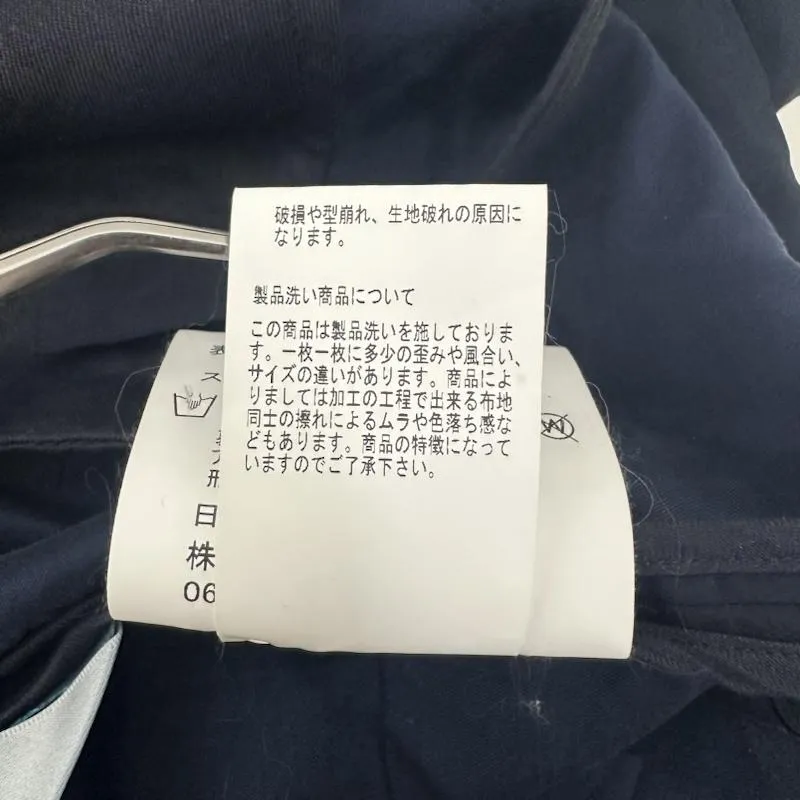 破損や型崩れ、生地破れの原因に
なります。
製品洗い商品について
この商品は製品洗いを施しておりま
す。一枚一枚に多少の歪みや風合い、
サイズの違いがあります。商品によ
りましては加工の工程で出来る布地
同士の擦れによるムラや色落ち感な
どもあります。商品の特徴になって
いますのでご了承下さい。
ス
形
日
株
06